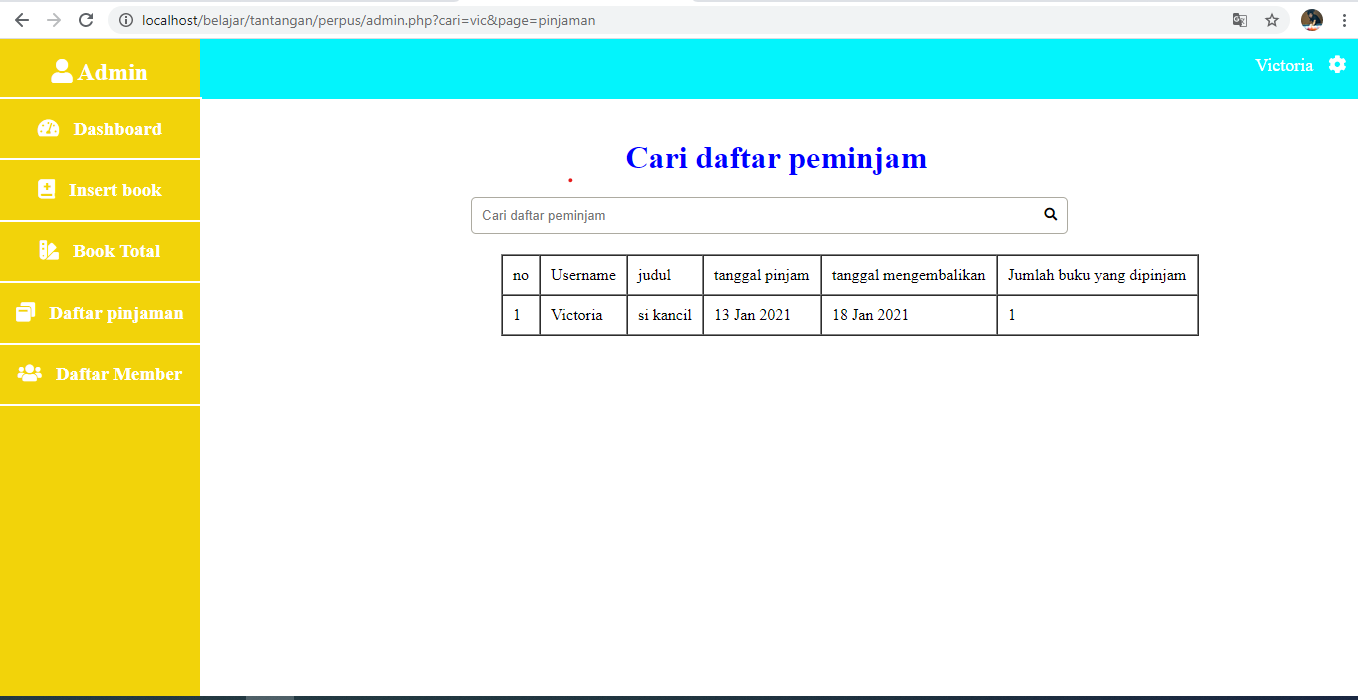 localhost/belajar/tantangan/perpus/admin.php?cari=vic&page=pinjaman
Admin
Victoria
Dashboard
Insert book
Book Total
Daftar pinjaman
Daftar Member
Cari daftar peminjam
Cari daftar peminjam
no Username judul tanggal pinjam tanggal mengembalikan Jumlah buku yang dipinjam
1 Victoria si kancil 13 Jan 2021 18 Jan 2021 1